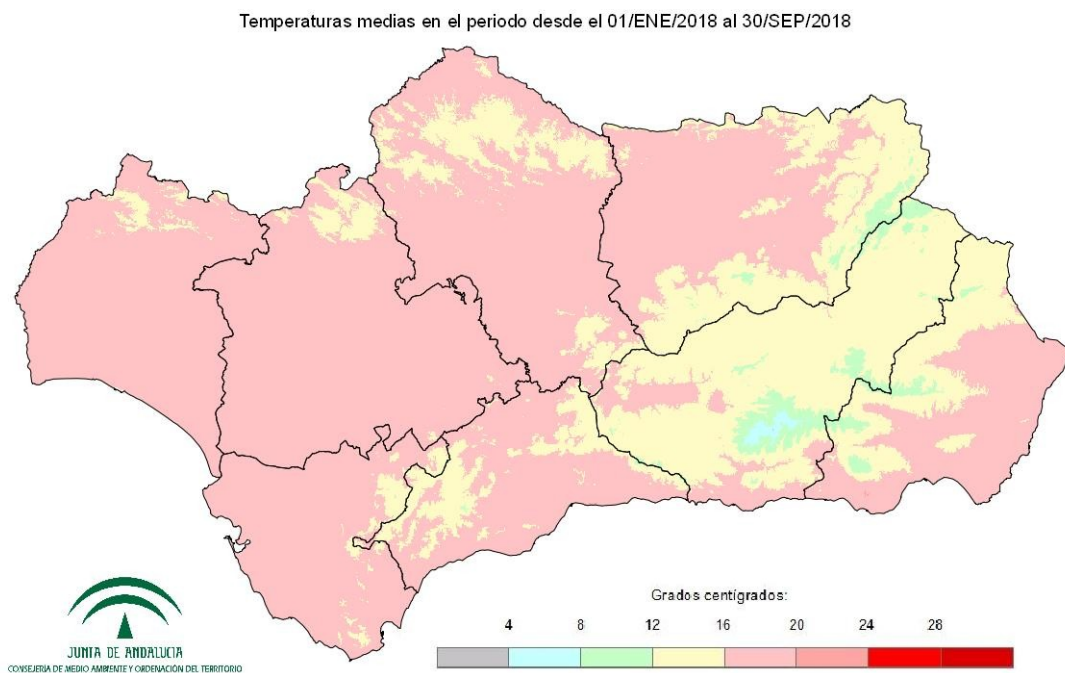 Temperaturas medias en el periodo desde el 01/ENE/2018 al 30/SEP/2018
Grados centígrados:
4 8 12 16 20 24 28
JUNTA DE ANDALUCIA
CONSEJERÍA DE MEDIO AMBIENTE Y ORDENACIÓN DEL TERRITORIO